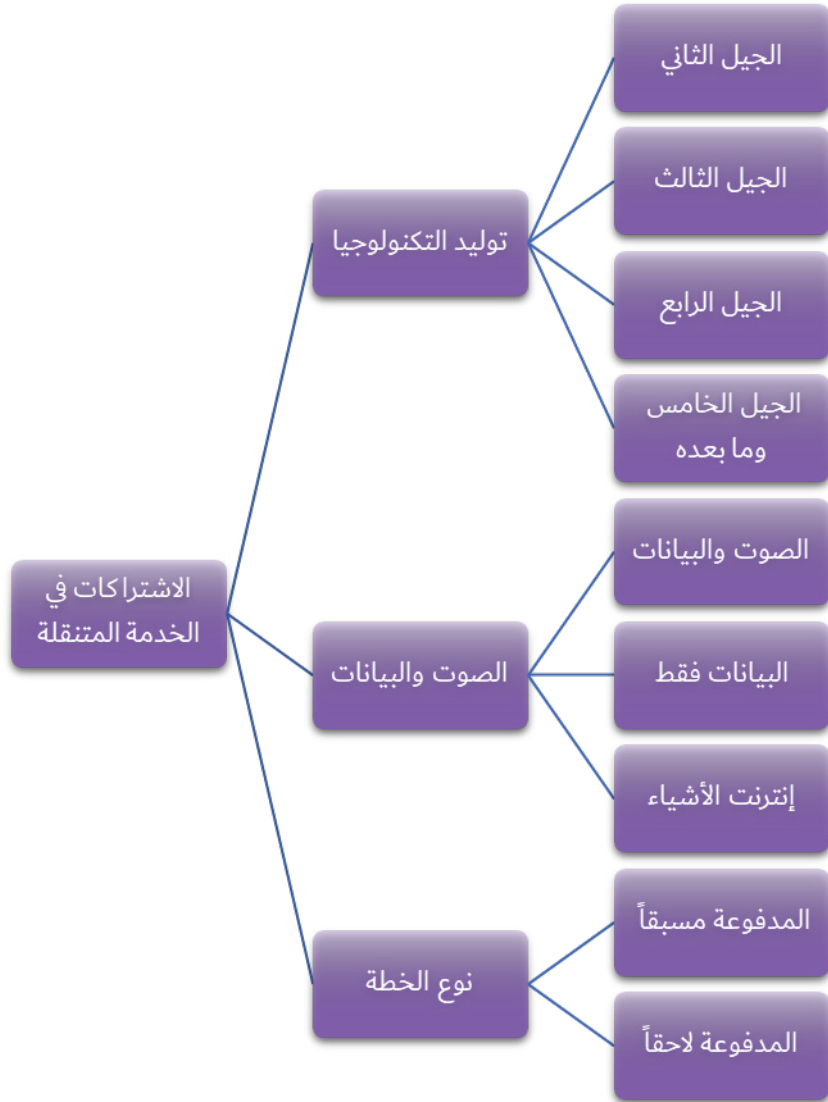 الاشتراكات في
الخدمة المتنقلة
توليد التكنولوجيا
الجيل الثاني
الجيل الثالث
الجيل الرابع
الجيل الخامس
وما بعده
الصوت والبيانات
الصوت والبيانات
البيانات فقط
إنترنت الأشياء
نوع الخطة
المدفوعة مسبقاً
المدفوعة لاحقاً